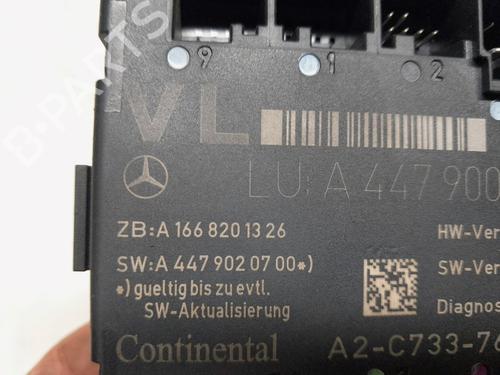 9 1 2
VL
LU: A 447 900
ZB: A 166 820 13 26
HW-Ver
SW: A 447 902 07 00*)
SW-Ver
*) gueltig bis zu evtl.
SW-Aktualisierung
Diagnos
Continental A2-C733-76
B-PARTS